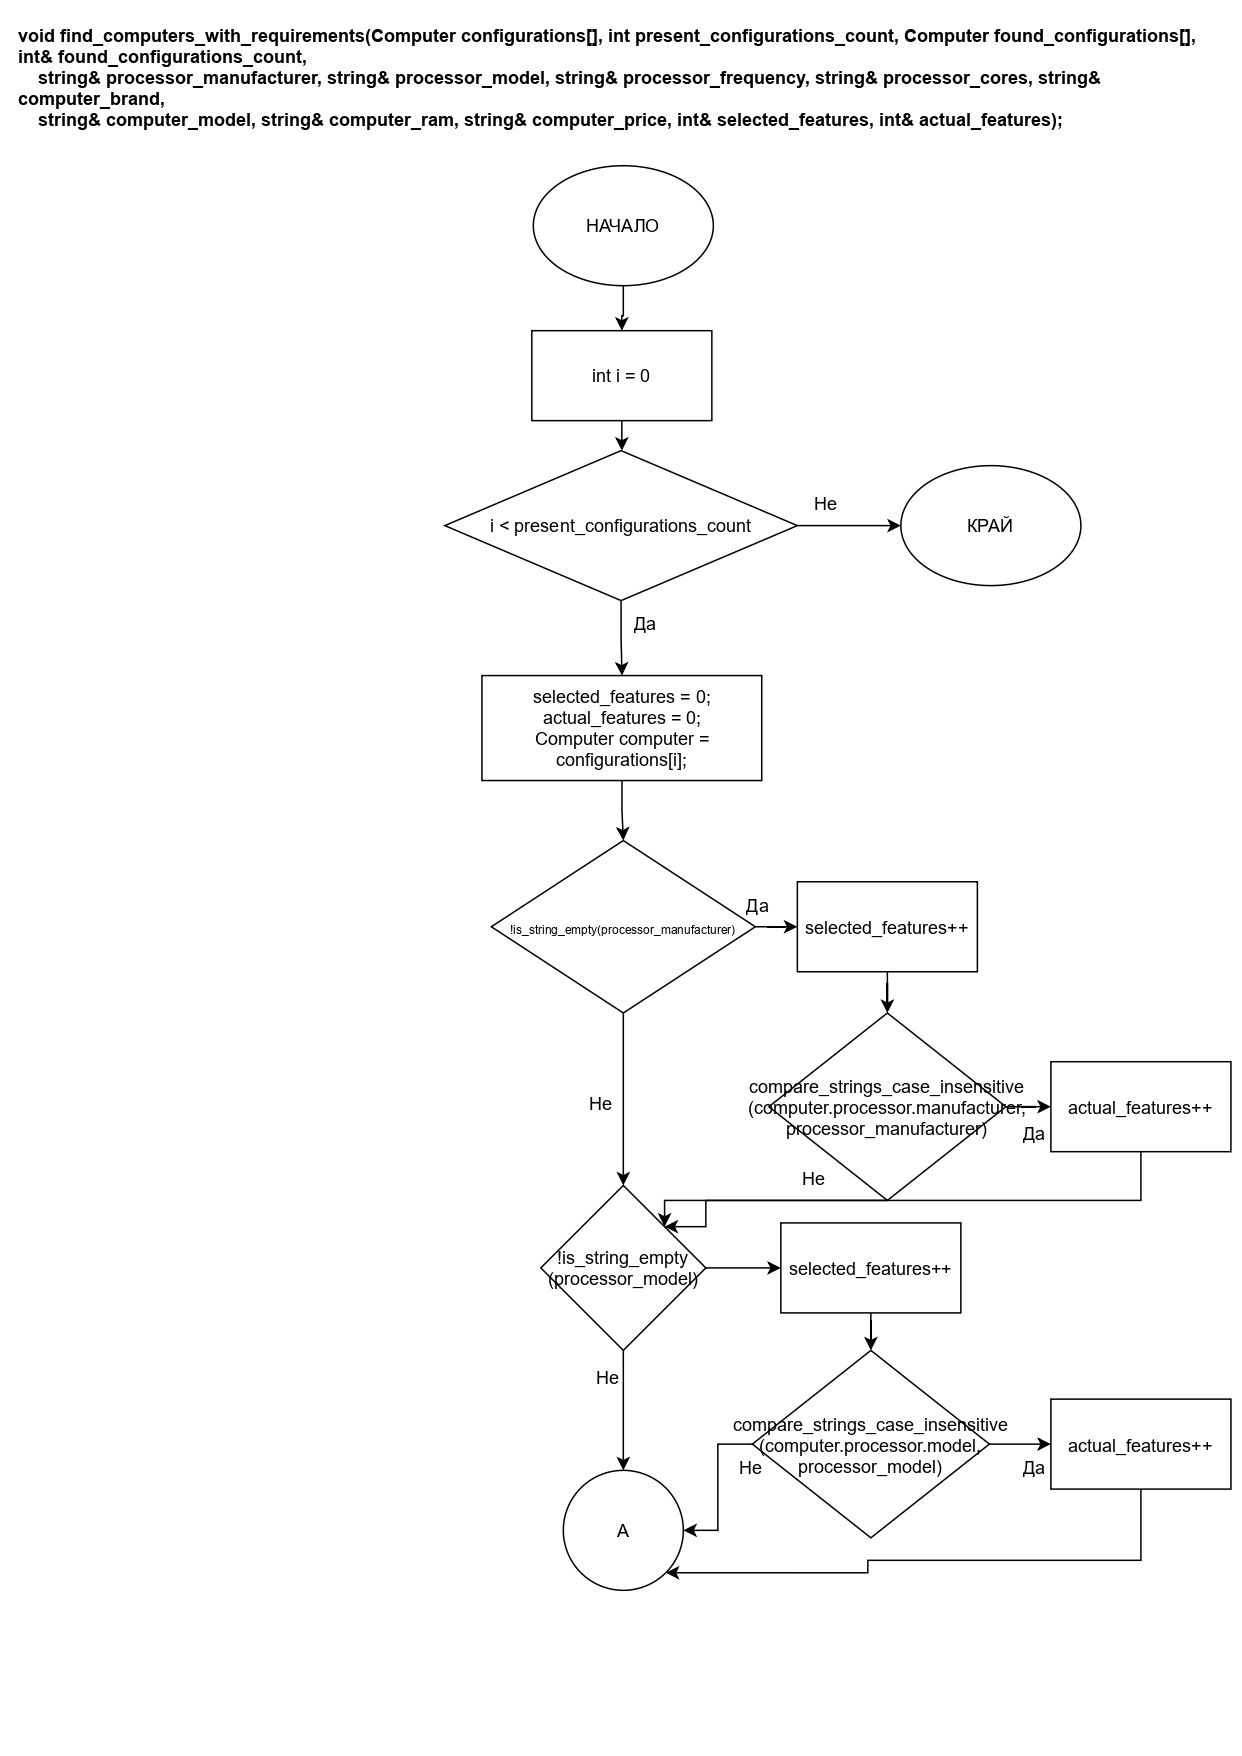 void find_computers_with_requirements(Computer configurations[], int present_configurations_count, Computer found_configurations[],
int& found_configurations_count,
string& processor_manufacturer, string& processor_model, string& processor_frequency, string& processor_cores, string&
computer_brand,
string& computer_model, string& computer_ram, string& computer_price, int& selected_features, int& actual_features);
НАЧАЛО
int i = 0
i < present_configurations_count
Не
КРАЙ
Да
selected_features = 0;
actual_features = 0;
Computer computer =
configurations[i];
!is_string_empty(processor_manufacturer)
Да
selected_features++
compare_strings_case_insensitive
(computer.processor.manufacturer,
processor_manufacturer)
Да
actual_features++
Не
Не
!is_string_empty
(processor_model)
selected_features++
Не
compare_strings_case_insensitive
(computer.processor.model,
processor_model)
Не
Да
actual_features++
A